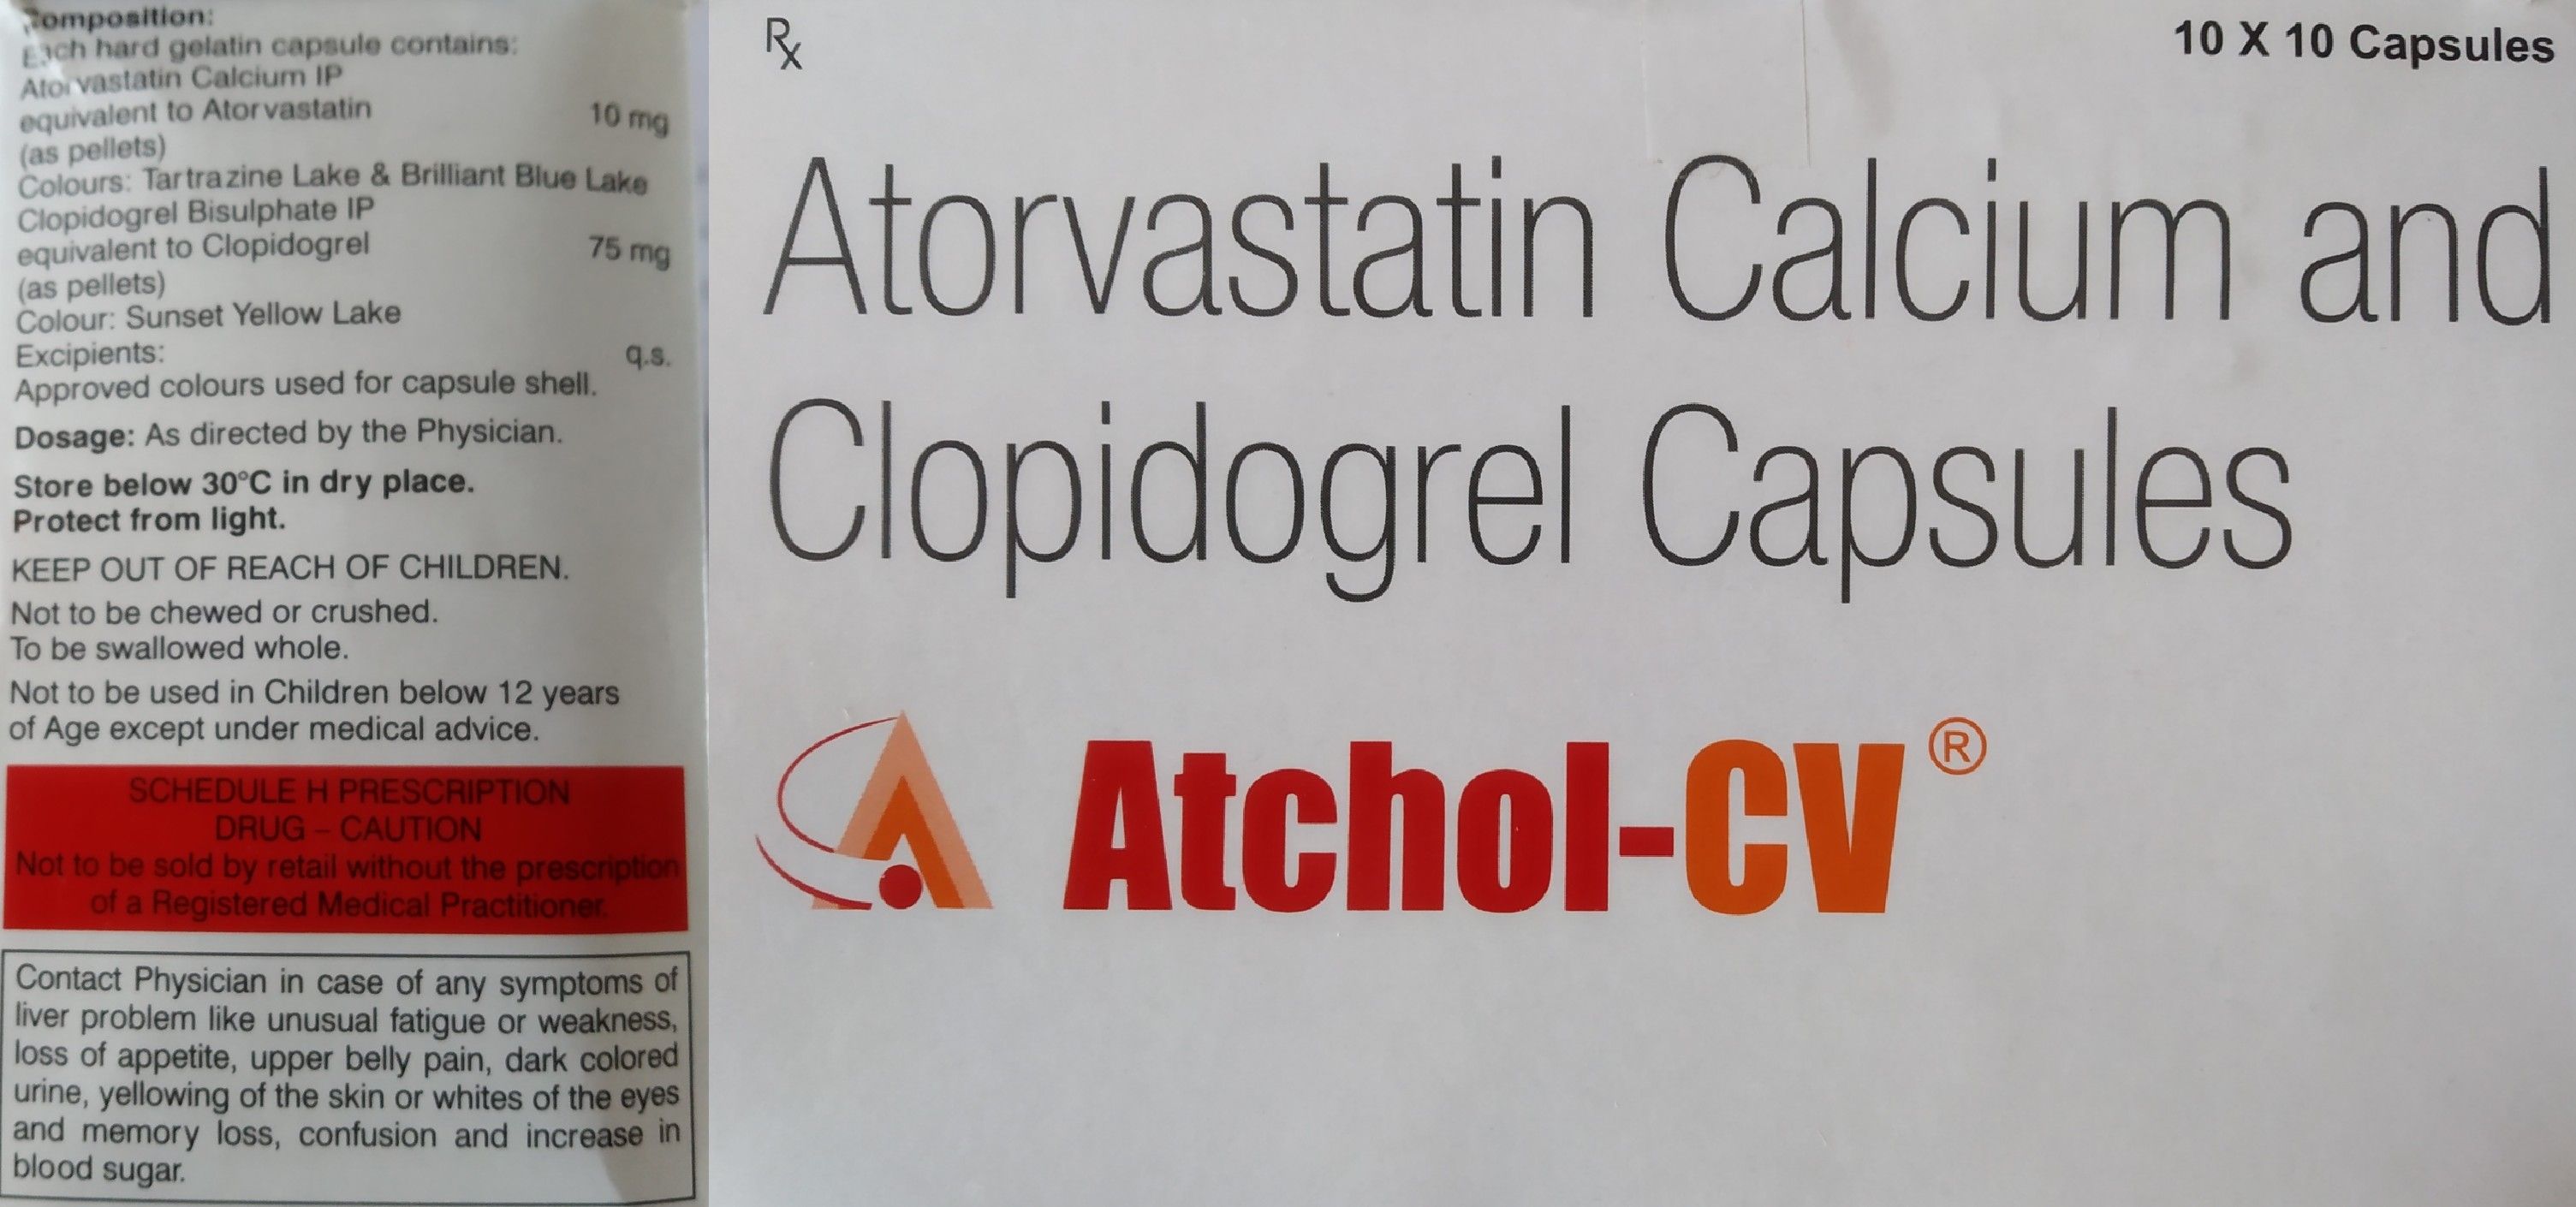 Composition:
Each hard gelatin capsule contains:
Atorvastatin Calcium IP
equivalent to Atorvastatin 10 mg
(as pellets)
Colours: Tartrazine Lake & Brilliant Blue Lake
Clopidogrel Bisulphate IP
equivalent to Clopidogrel 75 mg
(as pellets)
Colour: Sunset Yellow Lake
Excipients: q.s.
Approved colours used for capsule shell.
Dosage: As directed by the Physician.
Store below 30°C in dry place.
Protect from light.
KEEP OUT OF REACH OF CHILDREN.
Not to be chewed or crushed.
To be swallowed whole.
Not to be used in Children below 12 years
of Age except under medical advice.
SCHEDULE H PRESCRIPTION
DRUG – CAUTION
Not to be sold by retail without the prescription
of a Registered Medical Practitioner.
Contact Physician in case of any symptoms of
liver problem like unusual fatigue or weakness,
loss of appetite, upper belly pain, dark colored
urine, yellowing of the skin or whites of the eyes
and memory loss, confusion and increase in
blood sugar.
Rx
10 X 10 Capsules
Atorvastatin Calcium and
Clopidogrel Capsules
Atchol-CV®